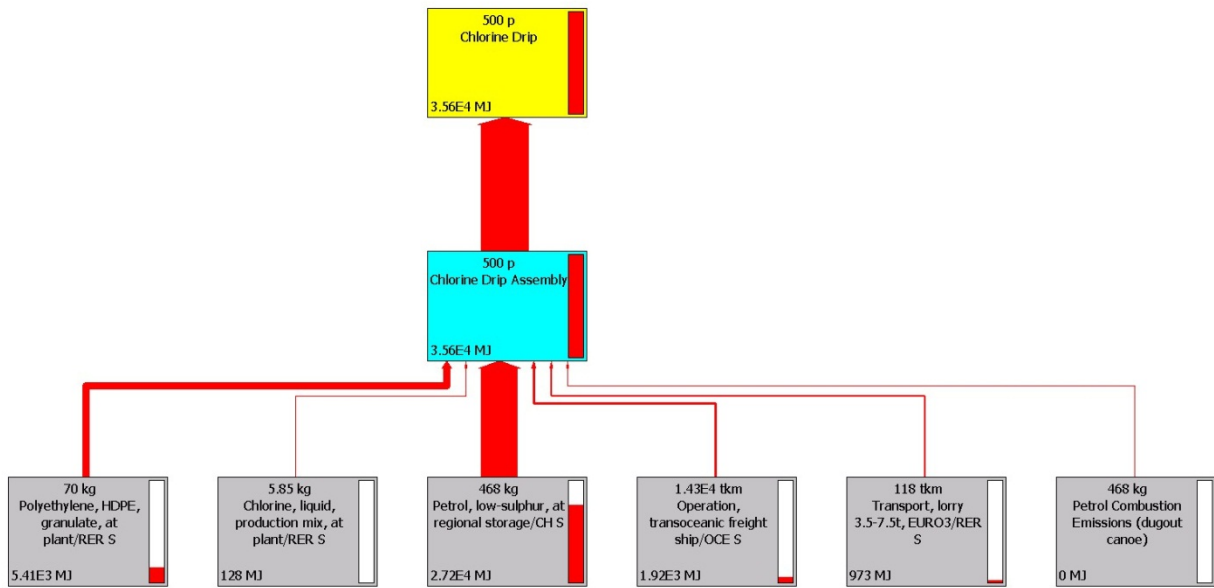 500 p
Chlorine Drip
3.56E4 MJ
500 p
Chlorine Drip Assembly
3.56E4 MJ
70 kg
Polyethylene, HDPE,
granulate, at
plant/RER S
5.41E3 MJ
5.85 kg
Chlorine, liquid,
production mix, at
plant/RER S
128 MJ
468 kg
Petrol, low-sulphur, at
regional storage/CH S
2.72E4 MJ
1.43E4 tkm
Operation,
transoceanic freight
ship/OCE S
1.92E3 MJ
118 tkm
Transport, lorry
3.5-7.5t, EURO3/RER
S
973 MJ
468 kg
Petrol Combustion
Emissions (dugout
canoe)
0 MJ